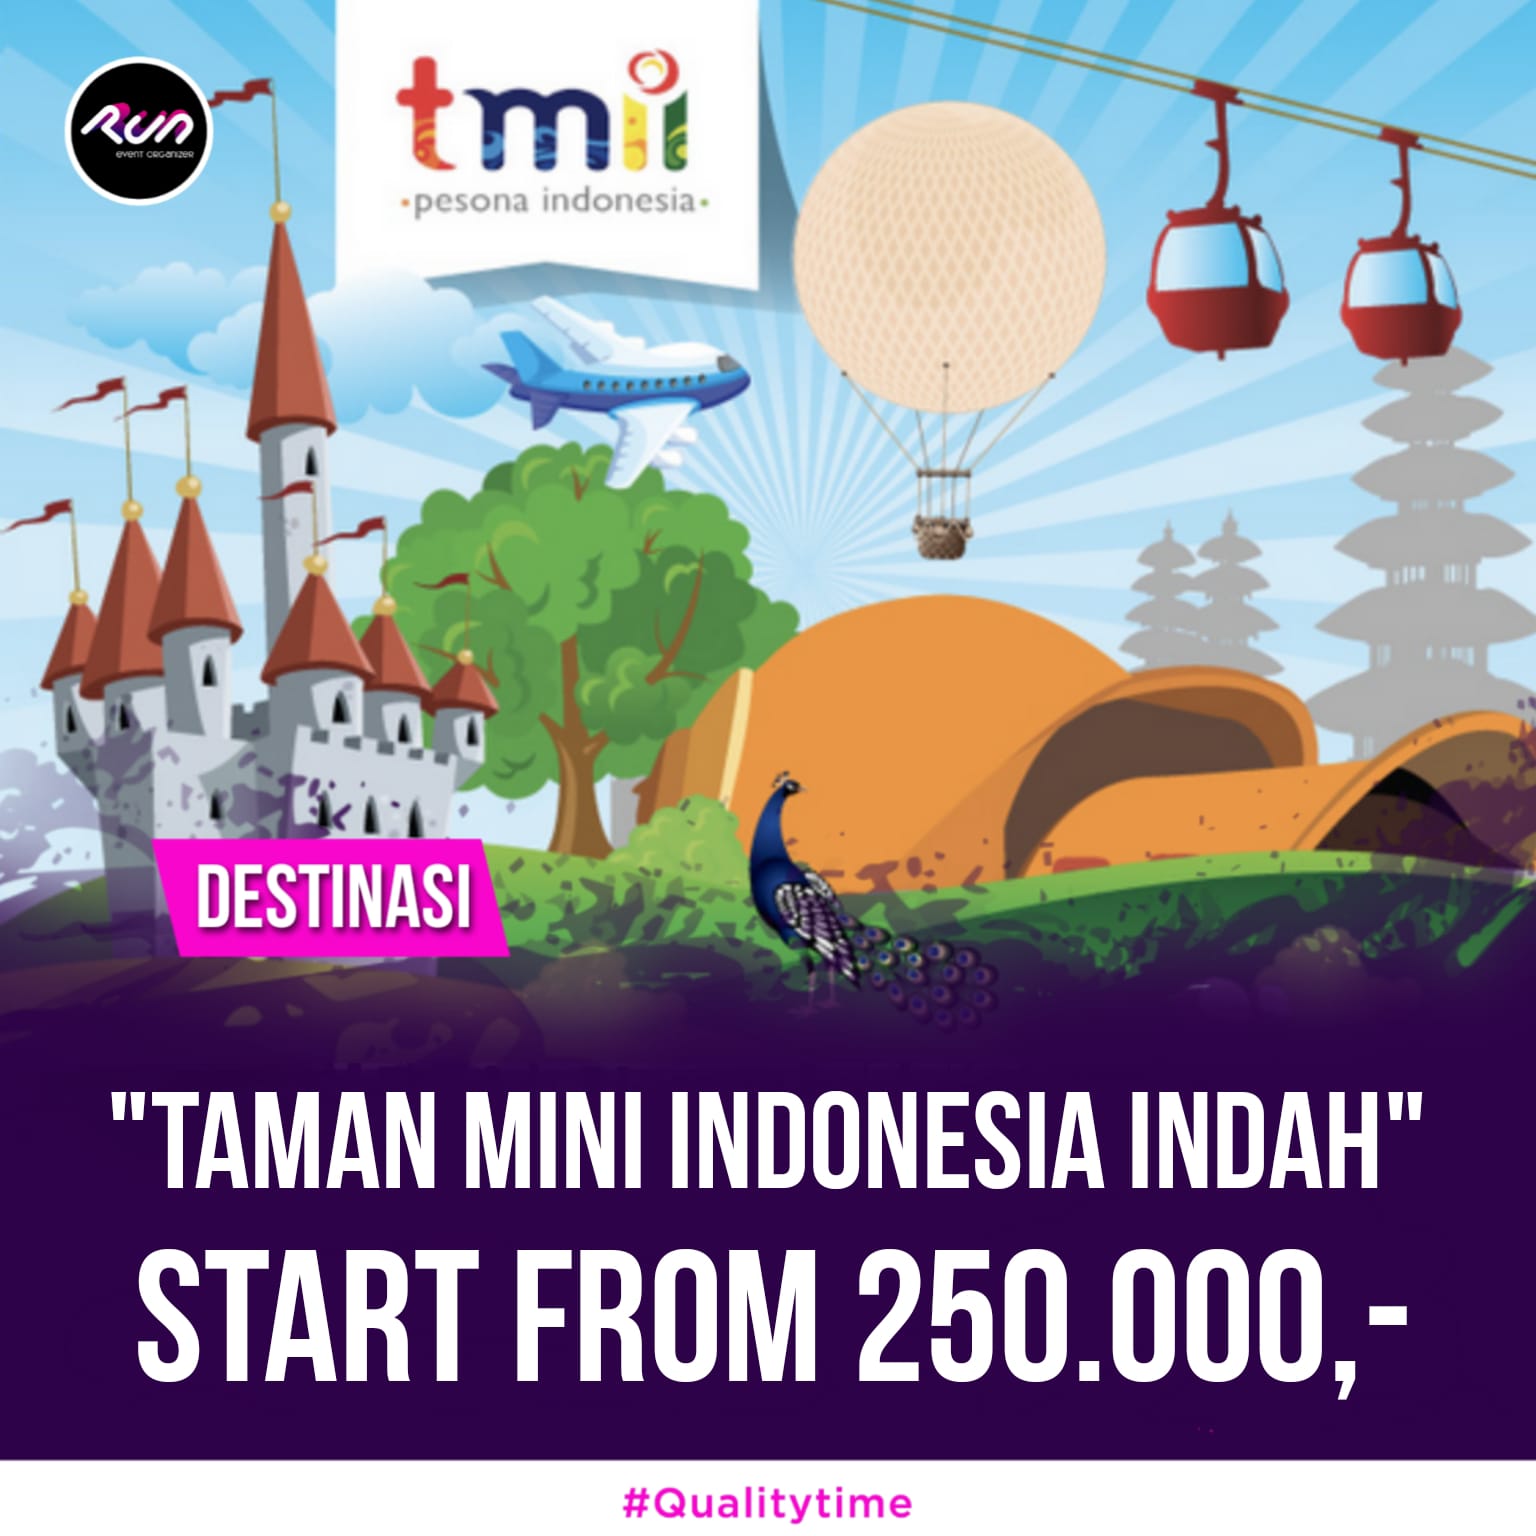 Run
EVENT ORGANIZER
tmii
•pesona indonesia•
DESTINASI
"TAMAN MINI INDONESIA INDAH"
START FROM 250.000,-
#Qualitytime